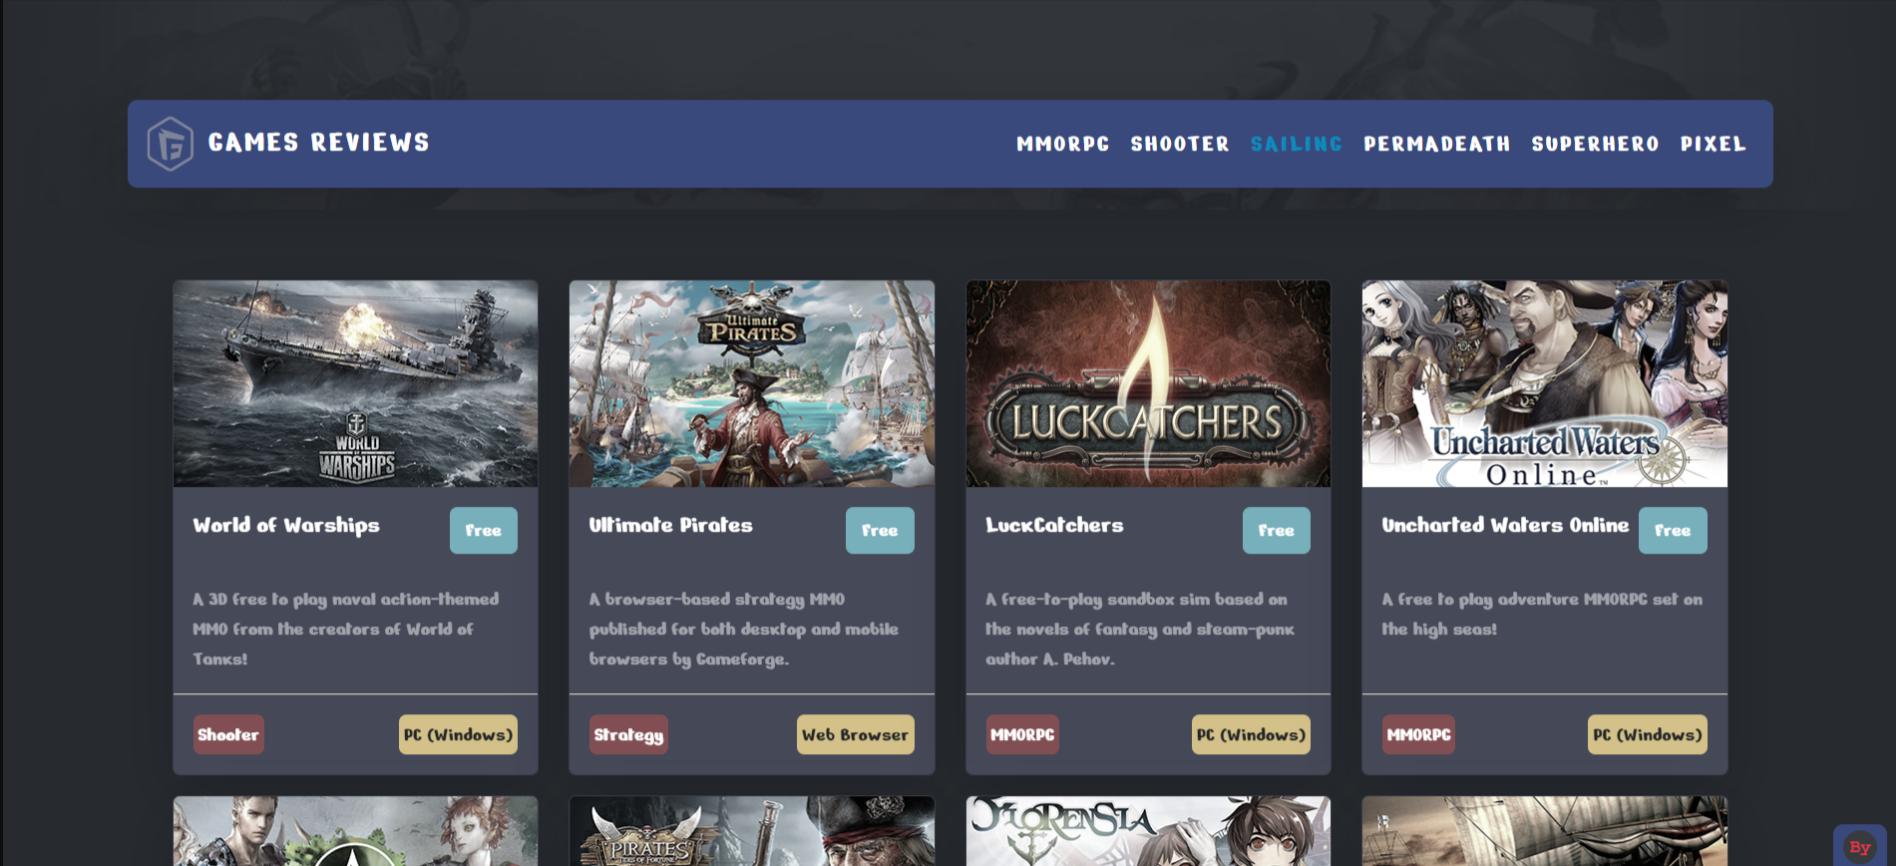 GAMES REVIEWS
MMORPG SHOOTER SAILING PERMADEATH SUPERHERO PIXEL
WORLD
OF
WARSHIPS
Ultimate
PIRATES
LUCKCATCHERS
Uncharted Waters
Online™
World of Warships
Free
Ultimate Pirates
Free
LuckCatchers
Free
Uncharted Waters Online
Free
A 3D free to play naval action-themed
MMO from the creators of World of
Tanks!
A browser-based strategy MMO
published for both desktop and mobile
browsers by Gameforge.
A free-to-play sandbox sim based on
the novels of fantasy and steam-punk
author A. Pehov.
A free to play adventure MMORPG set on
the high seas!
Shooter
PC (Windows)
Strategy
Web Browser
MMORPG
PC (Windows)
MMORPG
PC (Windows)
PIRATES
TIDES OF FORTUNE
FLORENSIA
By